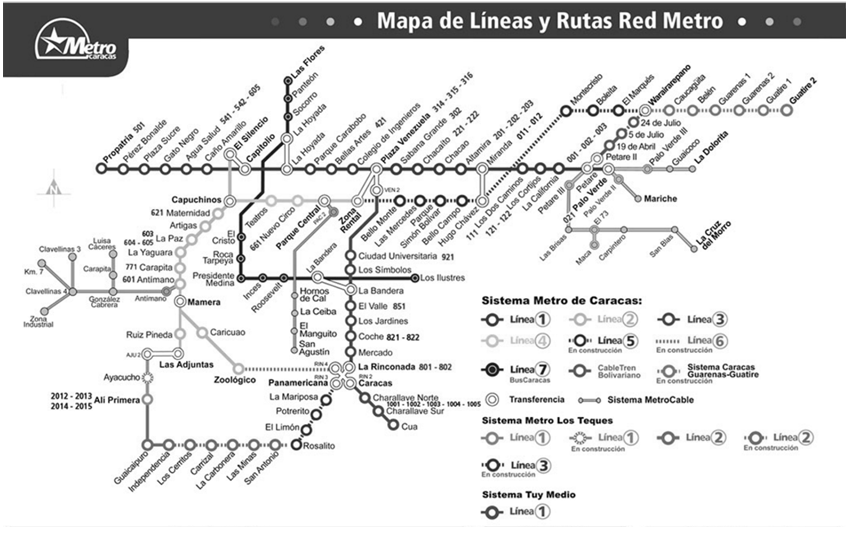 Metro
caracas
Mapa de Líneas y Rutas Red Metro
Propatria 501
Pérez Bonalde
Plaza Sucre
Gato Negro
Agua Salud 541 - 542 - 605
Caño Amarillo
El Silencio
Capitolio
Las Flores
Panteón
Socorro
La Hoyada
La Hoyada
Parque Carabobo
Bellas Artes 421
Colegio de Ingenieros
Plaza Venezuela 314 - 315 - 316
Sabana Grande 302
Chacaíto 221 - 222
Chacao
Altamira 201 - 202 - 203
Miranda 011 - 012
Los Dos Caminos
111
Los Cortijos
121 - 122
La California
001 - 002 - 003
Petare
Petare II
19 de Abril
5 de Julio
24 de Julio
Warairarepano
Montecristo
Boleita
El Marqués
Caucagüita
Belén
Guarenas 1
Guarenas 2
Guatire 1
Guatire 2
Palo Verde III
Guaicoco
La Dolorita
Petare III
021 Palo Verde
Palo Verde II
Mariche
Las Brisas
El 73
Maca
Carpintero
San Blas
La Cruz
del Morro
VEN 2
Capuchinos
Teatros
661 Nuevo Circo
Parque Central
PAC 2
Zona
Rental
Bello Monte
Las Mercedes
Parque
Simón Bolívar
Bello Campo
Hugo Chávez
621 Maternidad
Artigas
603
604 - 605
La Paz
La Yaguara
771 Carapita
601 Antímano
Antímano
Mamera
Clavellinas 3
Luisa
Cáceres
Km. 7
Carapita
Clavellinas 4
González
Cabrera
Zona
Industrial
El
Cristo
Roca
Tarpeya
Presidente
Medina
Inces
Roosevelt
La Bandera
Los Ilustres
Ciudad Universitaria 921
Los Símbolos
La Bandera
El Valle 851
Los Jardines
Coche 821 - 822
Mercado
La Rinconada 801 - 802
Hornos
de Cal
La Ceiba
El
Manguito
San
Agustín
Ruiz Pineda
Caricuao
AJU 2
Las Adjuntas
Zoológico
RIN 4
RIN 3
RIN 2
Panamericana
Caracas
Ayacucho
2012 - 2013
2014 - 2015
Alí Primera
La Mariposa
Potrerito
El Limón
Rosalito
Charallave Norte
1001 - 1002 - 1003 - 1004 - 1005
Charallave Sur
Cua
Guaicaipuro
Independencia
Los Cerritos
Carrizal
La Carbonera
Las Minas
San Antonio
Sistema Metro de Caracas:
Línea 1
Línea 2
Línea 3
Línea 4
Línea 5
En construcción
Línea 6
En construcción
Línea 7
BusCaracas
CableTren
Bolivariano
Sistema Caracas
Guarenas-Guatire
En construcción
Transferencia
Sistema MetroCable
Sistema Metro Los Teques
Línea 1
Línea 1
En construcción
Línea 2
Línea 2
En construcción
Línea 3
En construcción
Sistema Tuy Medio
Línea 1